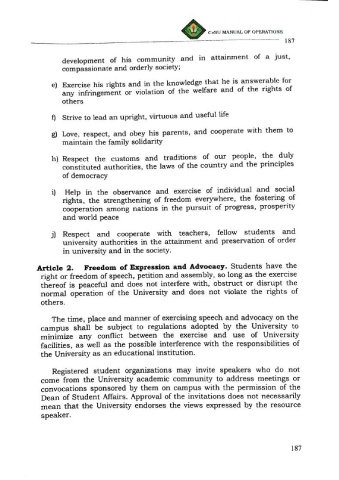 CvSU MANUAL OF OPERATIONS
187
development of his community and in attainment of a just,
compassionate and orderly society;
e) Exercise his rights and in the knowledge that he is answerable for
any infringement or violation of the welfare and of the rights of
others
f) Strive to lead an upright, virtuous and useful life
g) Love, respect, and obey his parents, and cooperate with them to
maintain the family solidarity
h) Respect the customs and traditions of our people, the duly
constituted authorities, the laws of the country and the principles
of democracy
i) Help in the observance and exercise of individual and social
rights, the strengthening of freedom everywhere, the fostering of
cooperation among nations in the pursuit of progress, prosperity
and world peace
j) Respect and cooperate with teachers, fellow students and
university authorities in the attainment and preservation of order
in university and in the society.
Article 2. Freedom of Expression and Advocacy. Students have the
right or freedom of speech, petition and assembly, so long as the exercise
thereof is peaceful and does not interfere with, obstruct or disrupt the
normal operation of the University and does not violate the rights of
others.
The time, place and manner of exercising speech and advocacy on the
campus shall be subject to regulations adopted by the University to
minimize any conflict between the exercise and use of University
facilities, as well as the possible interference with the responsibilities of
the University as an educational institution.
Registered student organizations may invite speakers who do not
come from the University academic community to address meetings or
convocations sponsored by them on campus with the permission of the
Dean of Student Affairs. Approval of the invitations does not necessarily
mean that the University endorses the views expressed by the resource
speaker.
187